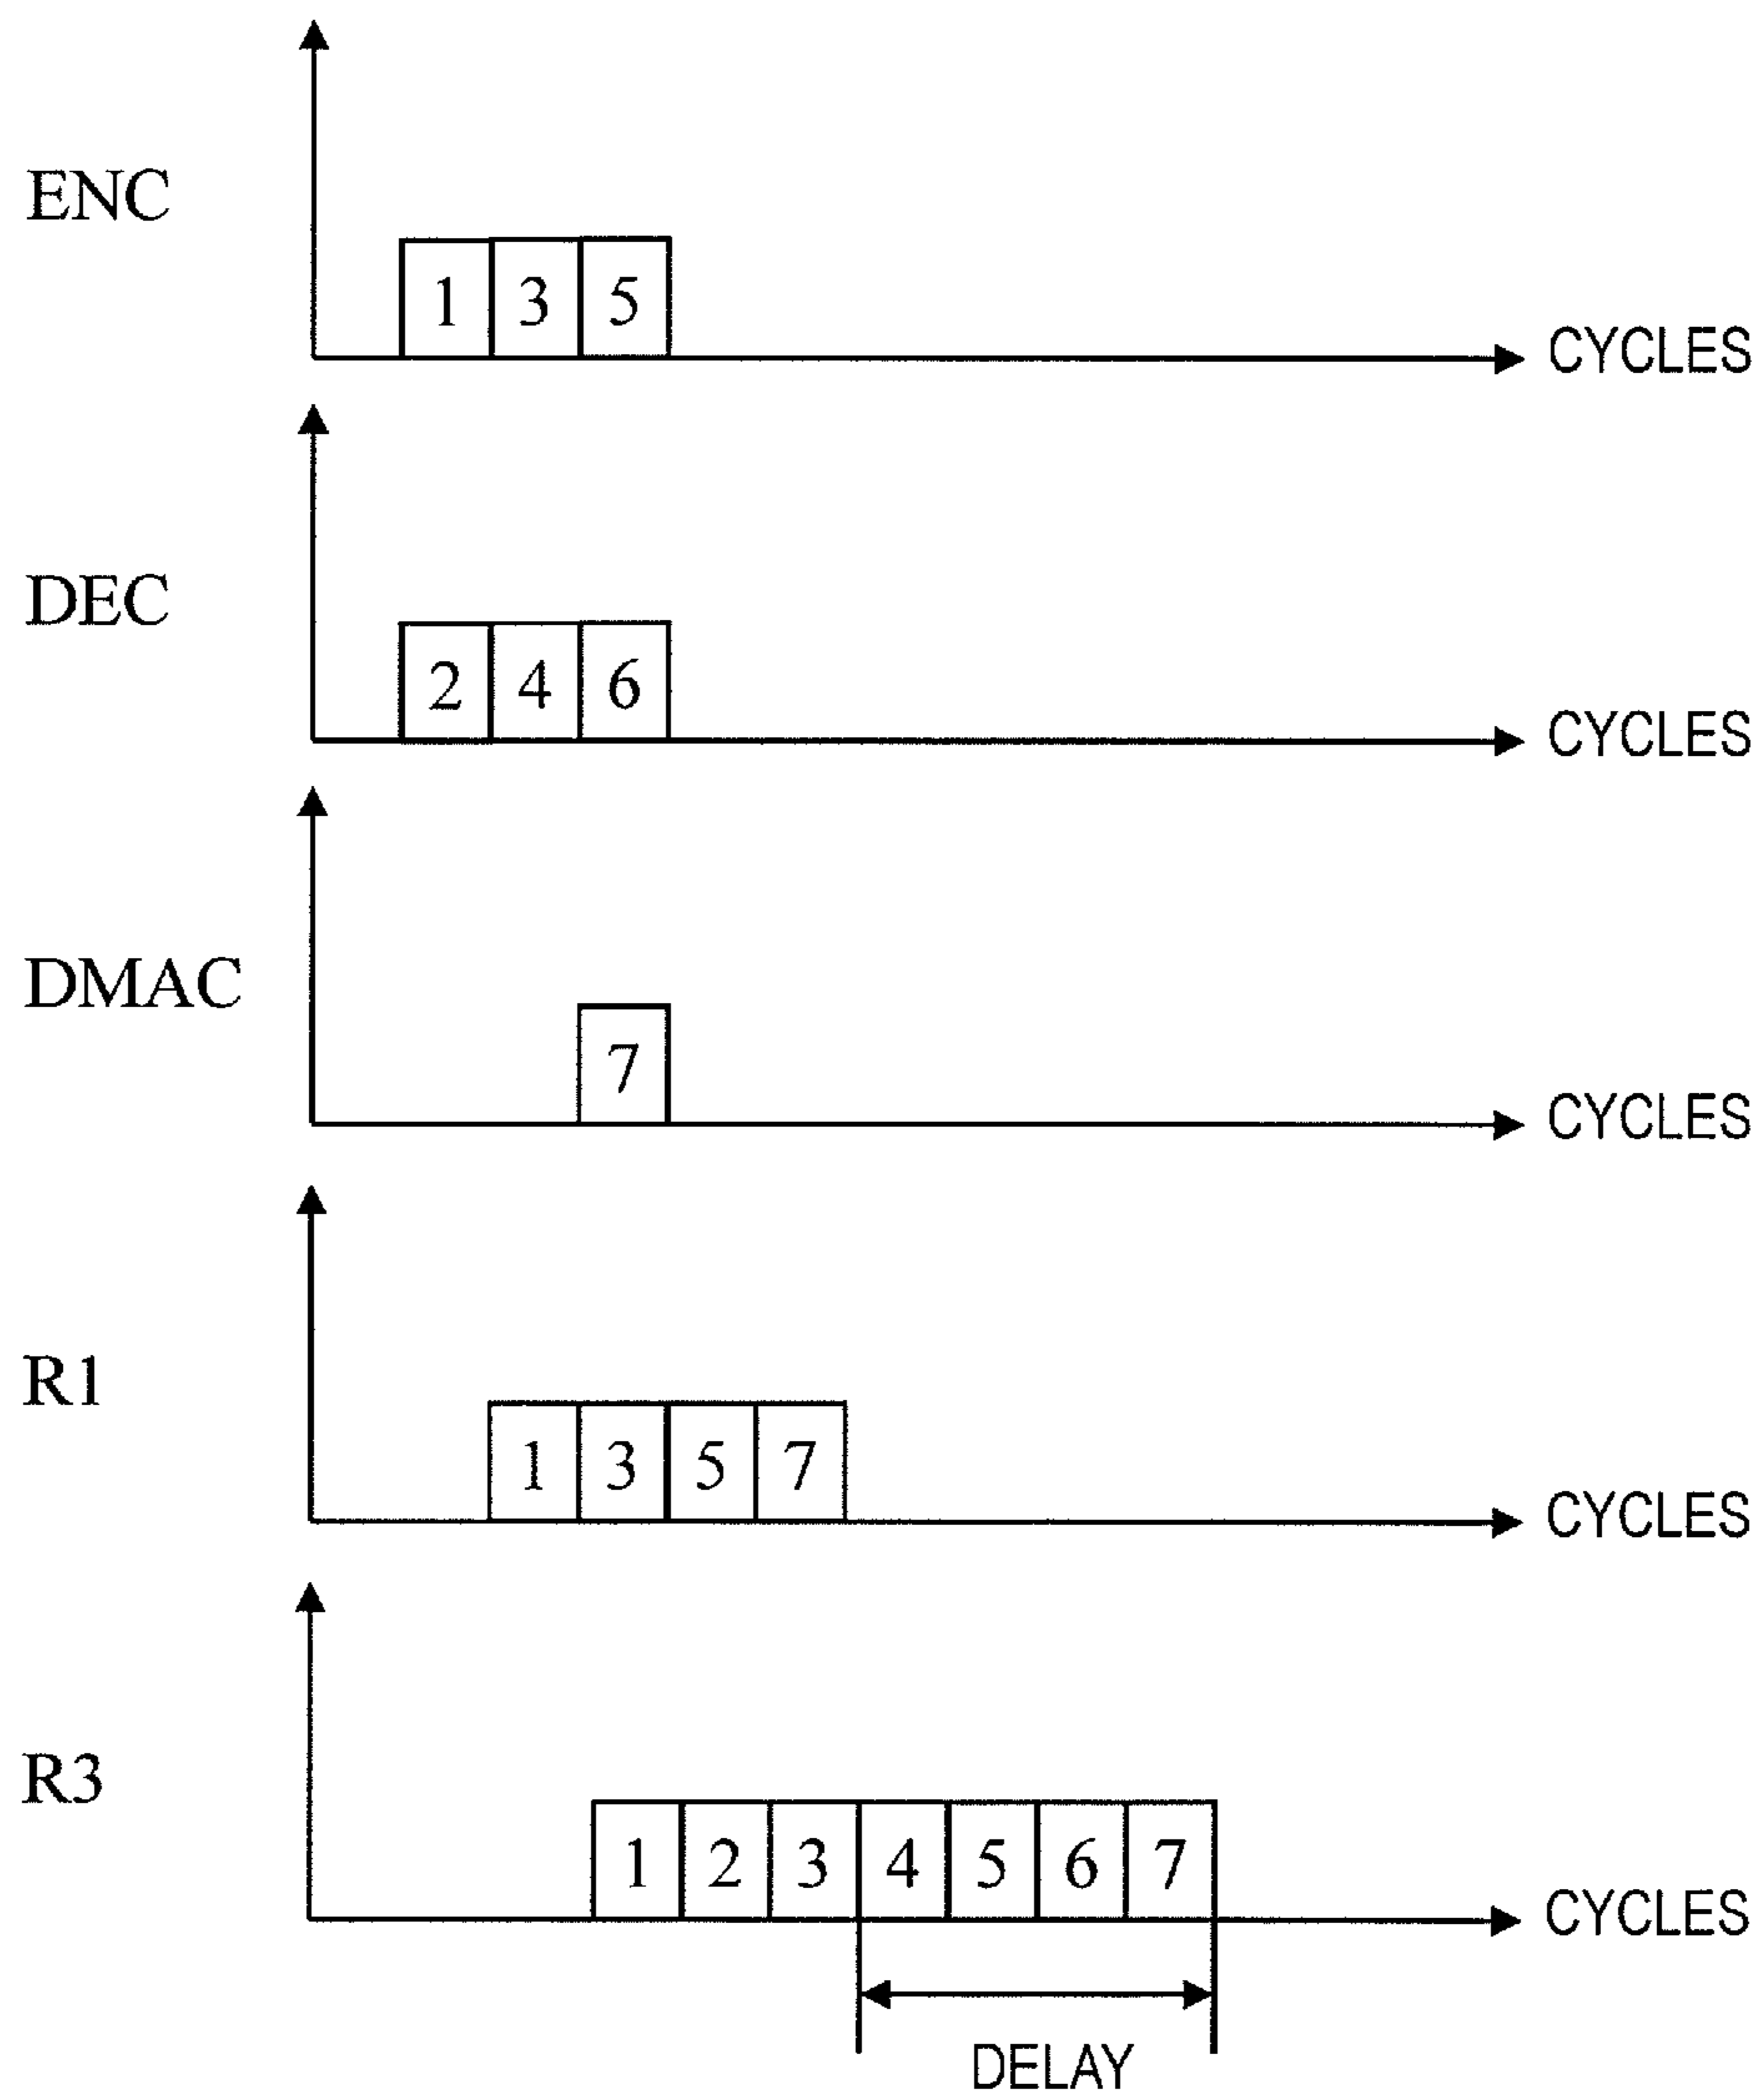 ENC
1 3 5
CYCLES
DEC
2 4 6
CYCLES
DMAC
7
CYCLES
R1
1 3 5 7
CYCLES
R3
1 2 3 4 5 6 7
CYCLES
DELAY